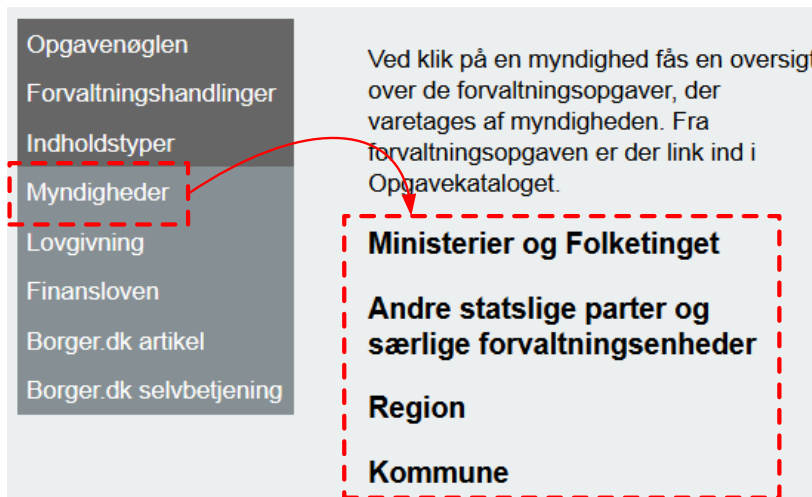 Opgavenøglen
Forvaltningshandlinger
Indholdstyper
Myndigheder
Lovgivning
Finansloven
Borger.dk artikel
Borger.dk selvbetjening
Ved klik på en myndighed fås en oversigt
over de forvaltningsopgaver, der
varetages af myndigheden. Fra
forvaltningsopgaven er der link ind i
Opgavekataloget.
Ministerier og Folketinget
Andre statslige parter og
særlige forvaltningsenheder
Region
Kommune